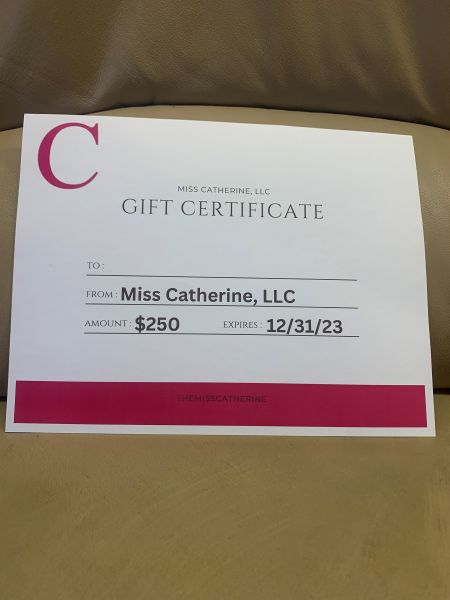 C
MISS CATHERINE, LLC
GIFT CERTIFICATE
TO :
FROM : Miss Catherine, LLC
AMOUNT : $250 EXPIRES : 12/31/23
THEMISSCATHERINE